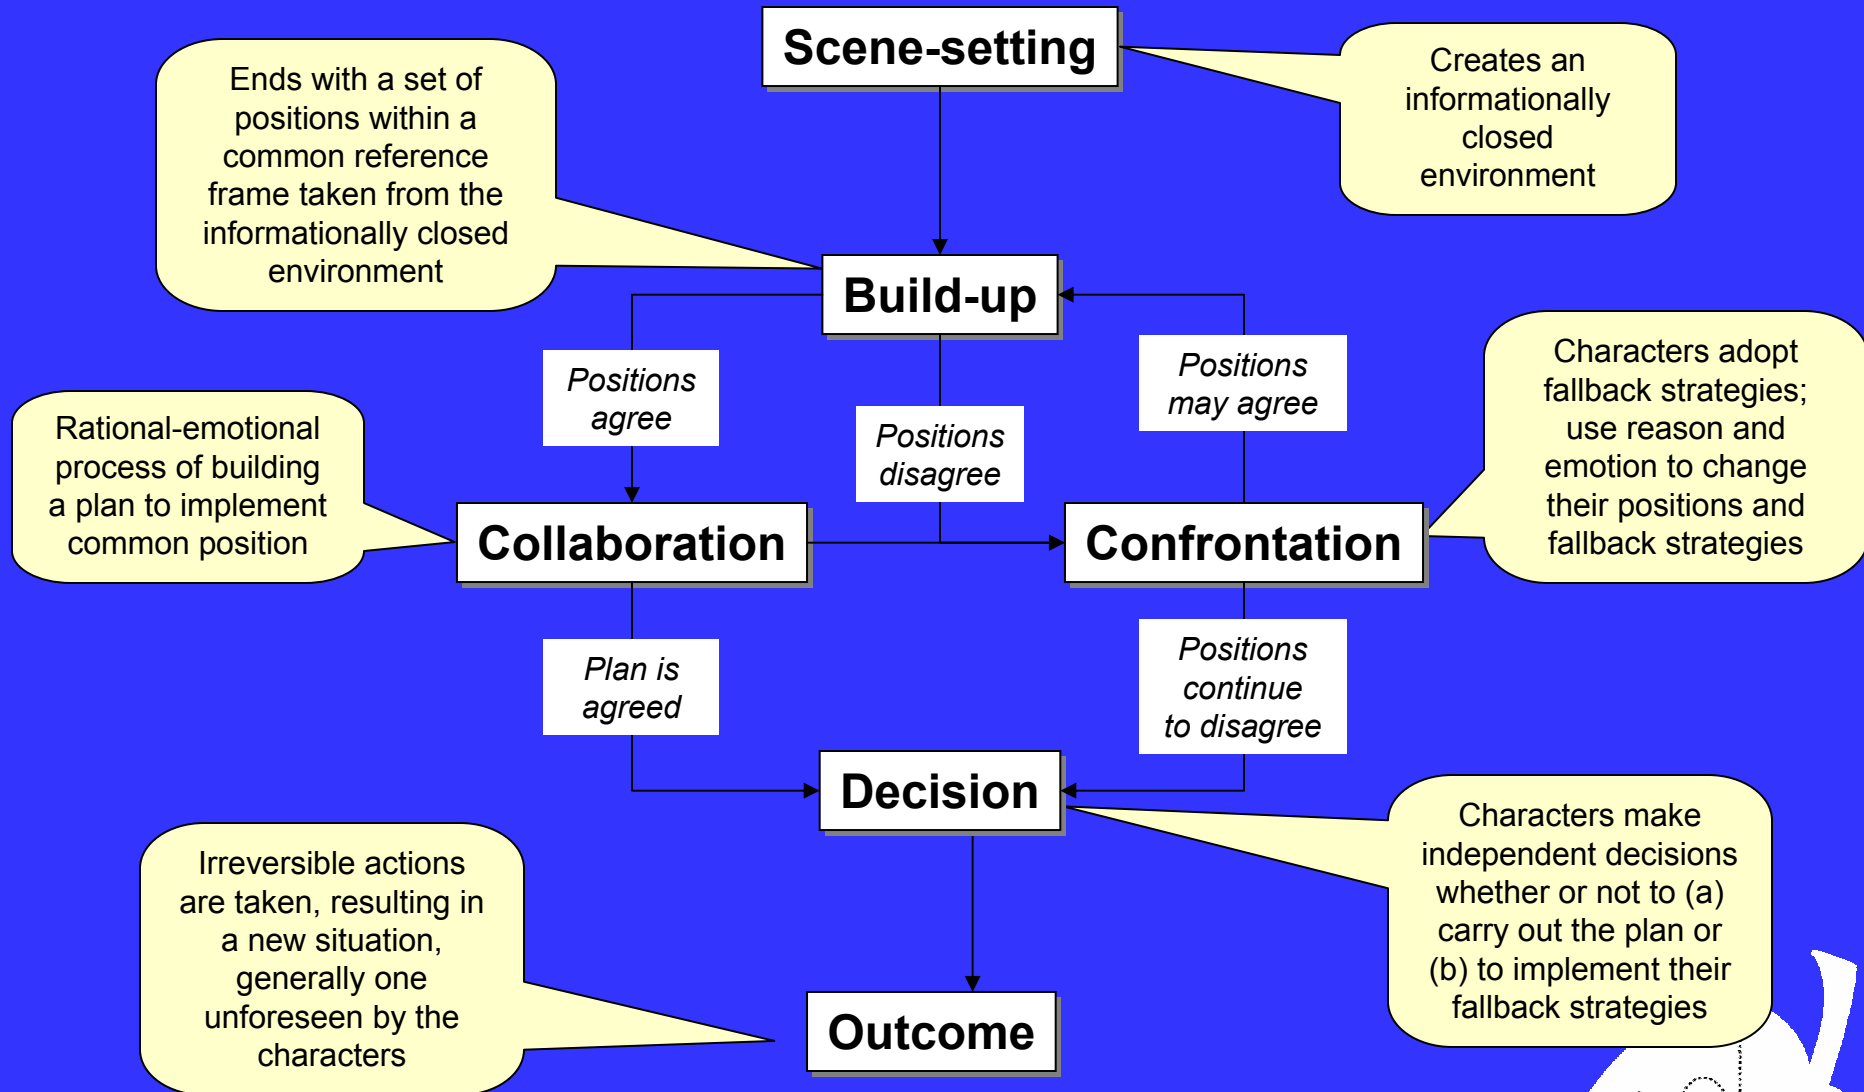 Scene-setting
Creates an
informationally
closed
environment
Ends with a set of
positions within a
common reference
frame taken from the
informationally closed
environment
Build-up
Positions
agree
Positions
disagree
Positions
may agree
Characters adopt
fallback strategies;
use reason and
emotion to change
their positions and
fallback strategies
Rational-emotional
process of building
a plan to implement
common position
Collaboration
Confrontation
Plan is
agreed
Positions
continue
to disagree
Decision
Characters make
independent decisions
whether or not to (a)
carry out the plan or
(b) to implement their
fallback strategies
Irreversible actions
are taken, resulting in
a new situation,
generally one
unforeseen by the
characters
Outcome